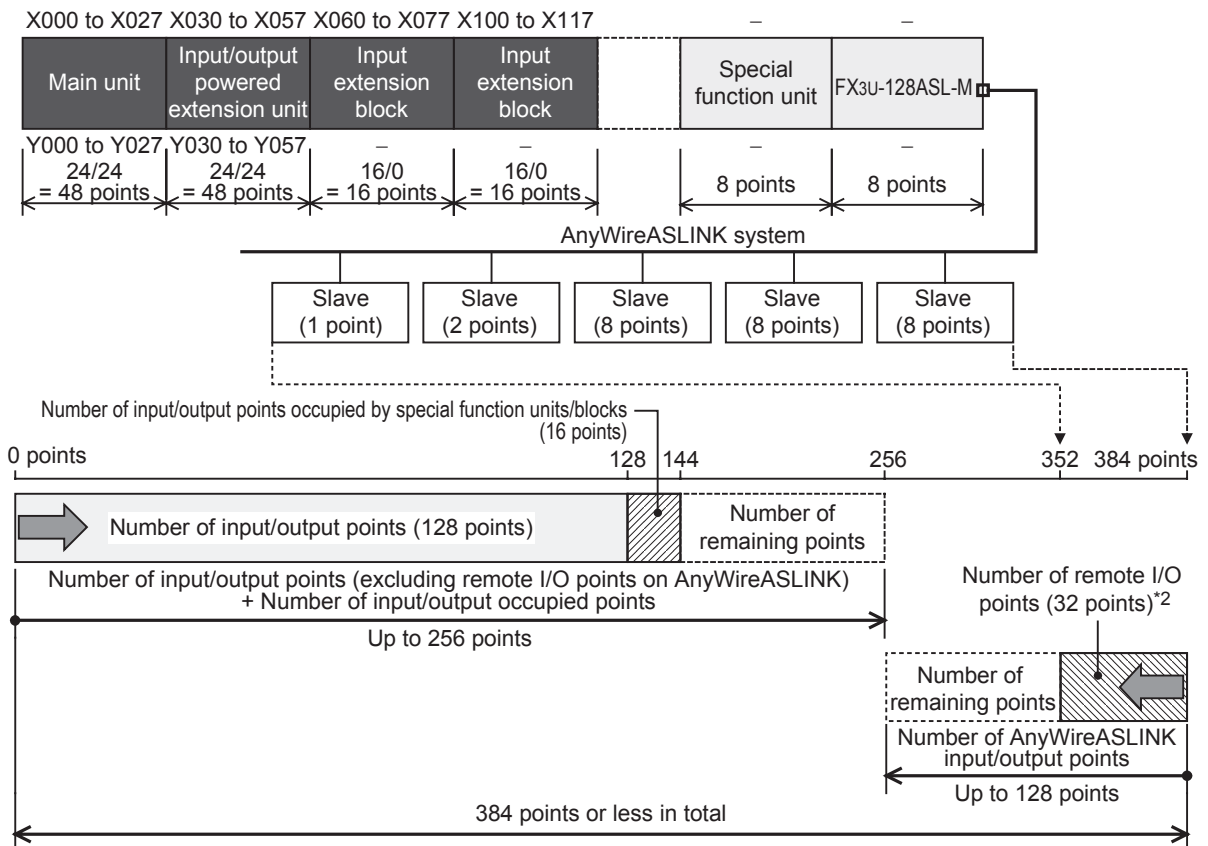 X000 to X027 X030 to X057 X060 to X077 X100 to X117 –
Main unit
Input/output
powered
extension unit
Input
extension
block
Input
extension
block
Special
function unit
FX3U-128ASL-M
Y000 to Y027 Y030 to Y057 – – – –
24/24
= 48 points
24/24
= 48 points
16/0
= 16 points
16/0
= 16 points
8 points
8 points
AnyWireASLINK system
Slave
(1 point)
Slave
(2 points)
Slave
(8 points)
Slave
(8 points)
Slave
(8 points)
Number of input/output points occupied by special function units/blocks
(16 points)
0 points 128 144 256 352 384 points
Number of input/output points (128 points)
Number of
remaining points
Number of input/output points (excluding remote I/O points on AnyWireASLINK)
+ Number of input/output occupied points
Up to 256 points
Number of remote I/O
points (32 points)*2
Number of
remaining points
Number of AnyWireASLINK
input/output points
Up to 128 points
384 points or less in total